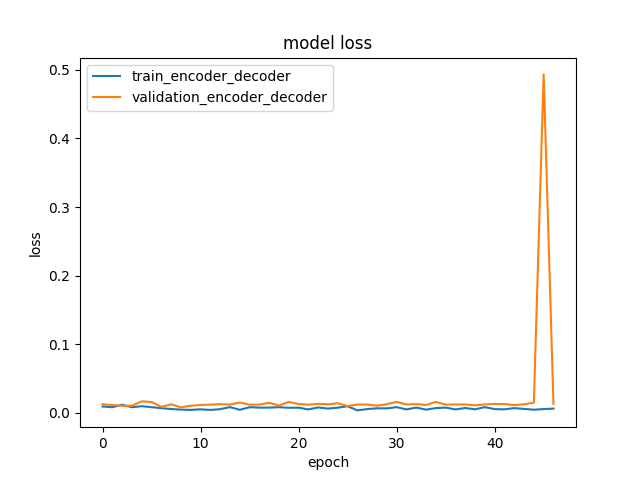 model loss
train_encoder_decoder
validation_encoder_decoder
0.5
0.4
0.3
0.2
0.1
0.0
loss
0
10
20
30
40
epoch